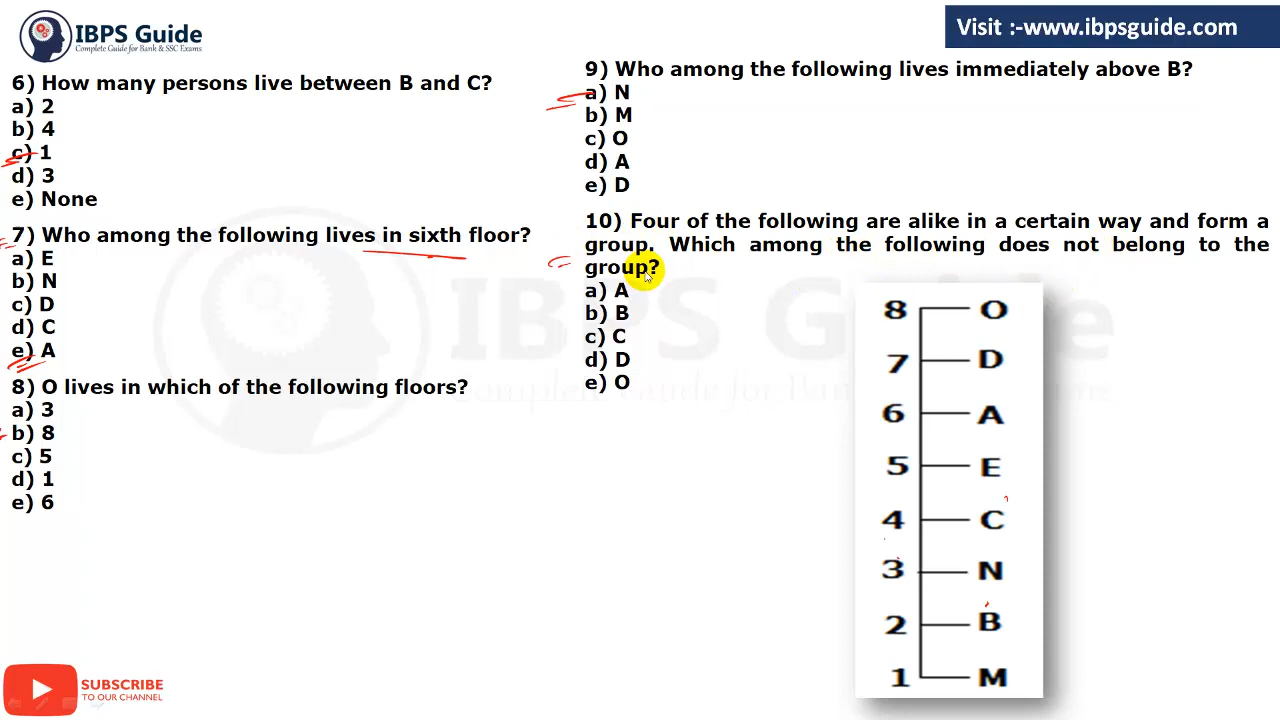 IBPS Guide
Complete Guide for Bank & SSC Exams
Visit :-www.ibpsguide.com
6) How many persons live between B and C?
a) 2
b) 4
c) 1
d) 3
e) None
7) Who among the following lives in sixth floor?
a) E
b) N
c) D
d) C
e) A
8) O lives in which of the following floors?
a) 3
b) 8
c) 5
d) 1
e) 6
9) Who among the following lives immediately above B?
a) N
b) M
c) O
d) A
e) D
10) Four of the following are alike in a certain way and form a
group. Which among the following does not belong to the
group?
a) A
b) B
c) C
d) D
e) O
8 O
7 D
6 A
5 E
4 C
3 N
2 B
1 M
SUBSCRIBE
TO OUR CHANNEL